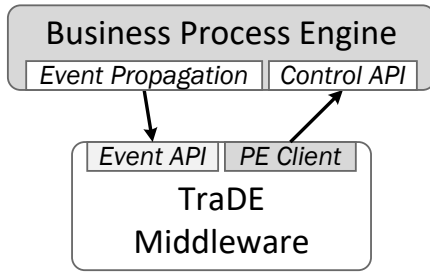 Business Process Engine
Event Propagation
Control API
Event API
PE Client
TraDE
Middleware